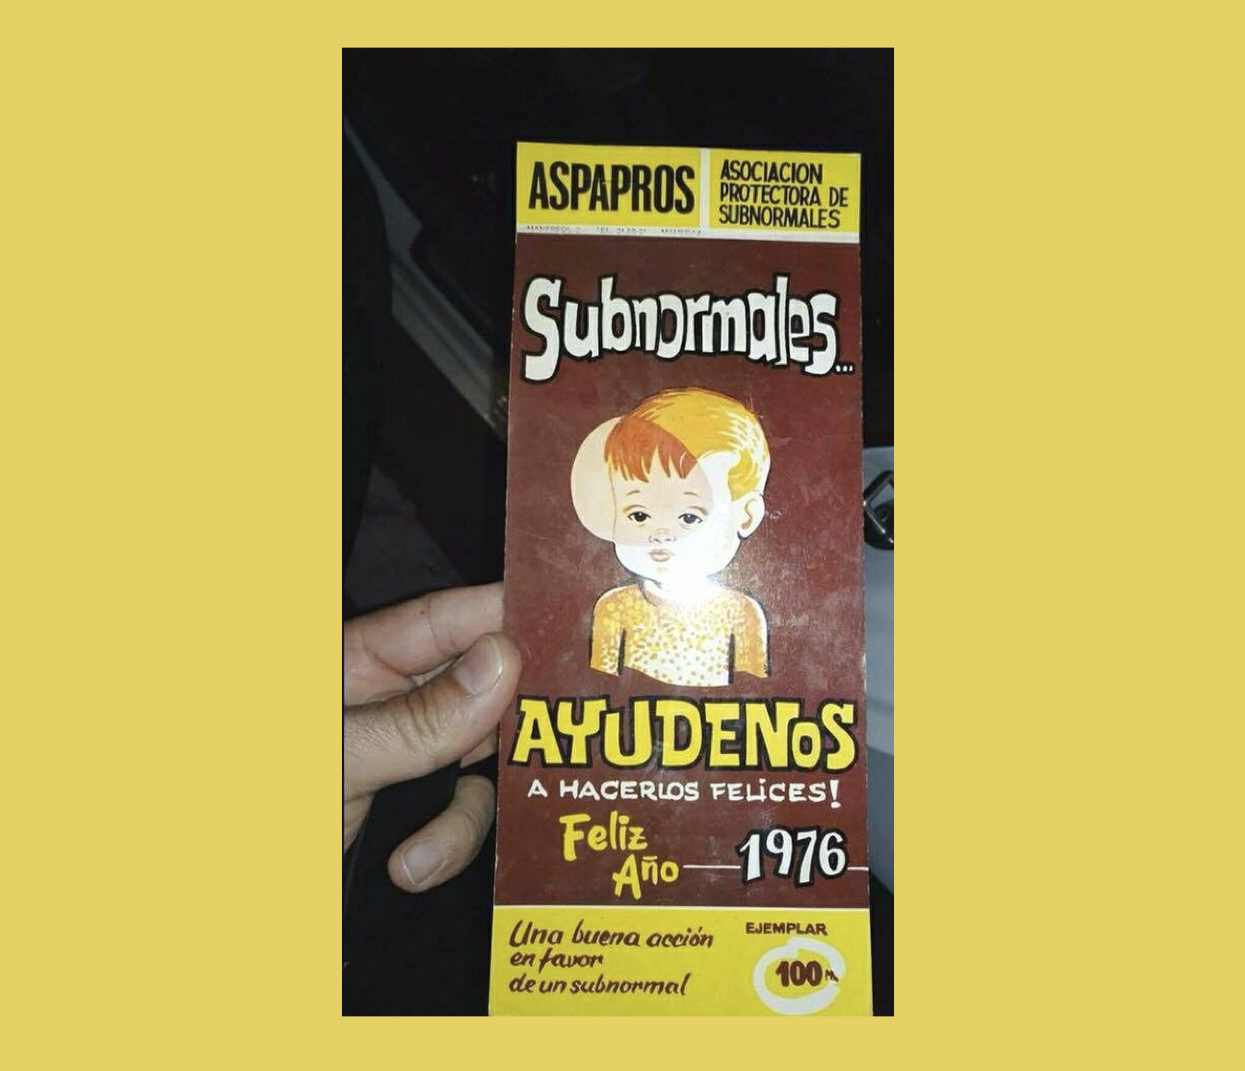 ASPAPROS
ASOCIACION
PROTECTORA DE
SUBNORMALES
Subnormales...
AYUDENOS
A HACERLOS FELiCES!
Feliz
Año
1976
Una buena acción
en favor
de un subnormal
EJEMPLAR
100